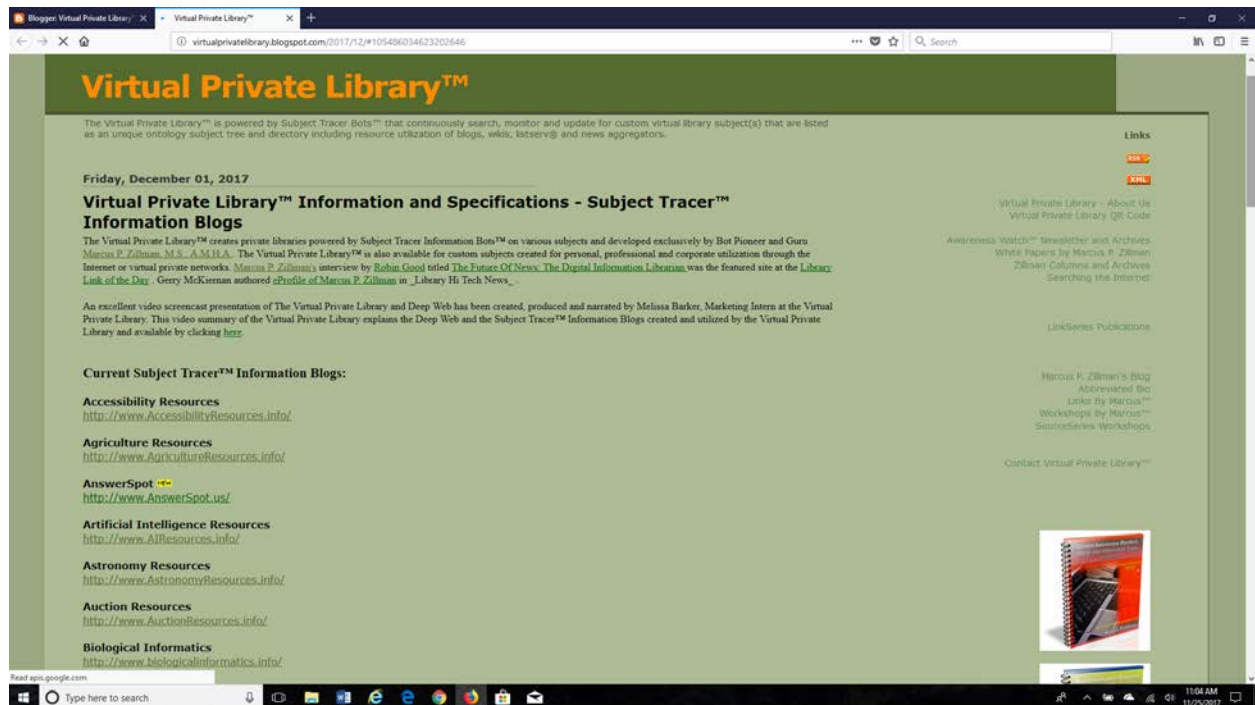 Blogger: Virtual Private Library
Virtual Private Library™
virtualprivatelibrary.blogspot.com/2017/12/#105486034623202646
Search
Virtual Private Library™
The Virtual Private Library™ is powered by Subject Tracer Bots™ that continuously search, monitor and update for custom virtual library subject(s) that are listed
as an unique ontology subject tree and directory including resource utilization of blogs, wikis, listserv® and news aggregators.
Links
RSS
XML
Virtual Private Library - About Us
Virtual Private Library QR Code
Awareness Watch™ Newsletter and Archives
White Papers by Marcus P. Zillman
Zillman Columns and Archives
Searching the Internet
LinkSeries Publications
Marcus P. Zillman's Blog
Abbreviated Bio
Links By Marcus™
Workshops By Marcus™
SourceSeries Workshops
Contact Virtual Private Library™
Friday, December 01, 2017
Virtual Private Library™ Information and Specifications - Subject Tracer™
Information Blogs
The Virtual Private Library™ creates private libraries powered by Subject Tracer Information Bots™ on various subjects and developed exclusively by Bot Pioneer and Guru
Marcus P. Zillman, M.S., A.M.H.A. The Virtual Private Library™ is also available for custom subjects created for personal, professional and corporate utilization through the
Internet or virtual private networks. Marcus P. Zillman's interview by Robin Good titled The Future Of News: The Digital Information Librarian was the featured site at the Library
Link of the Day . Gerry McKiernan authored eProfile of Marcus P. Zillman in _Library Hi Tech News_ .
An excellent video screencast presentation of The Virtual Private Library and Deep Web has been created, produced and narrated by Melissa Barker, Marketing Intern at the Virtual
Private Library. This video summary of the Virtual Private Library explains the Deep Web and the Subject Tracer™ Information Blogs created and utilized by the Virtual Private
Library and available by clicking here.
Current Subject Tracer™ Information Blogs:
Accessibility Resources
http://www.AccessibilityResources.info/
Agriculture Resources
http://www.AgricultureResources.info/
AnswerSpot NEW
http://www.AnswerSpot.us/
Artificial Intelligence Resources
http://www.AIResources.info/
Astronomy Resources
http://www.AstronomyResources.info/
Auction Resources
http://www.AuctionResources.info/
Biological Informatics
http://www.biologicalinformatics.info/
Read apis.google.com
Type here to search
11:04 AM
11/25/2017